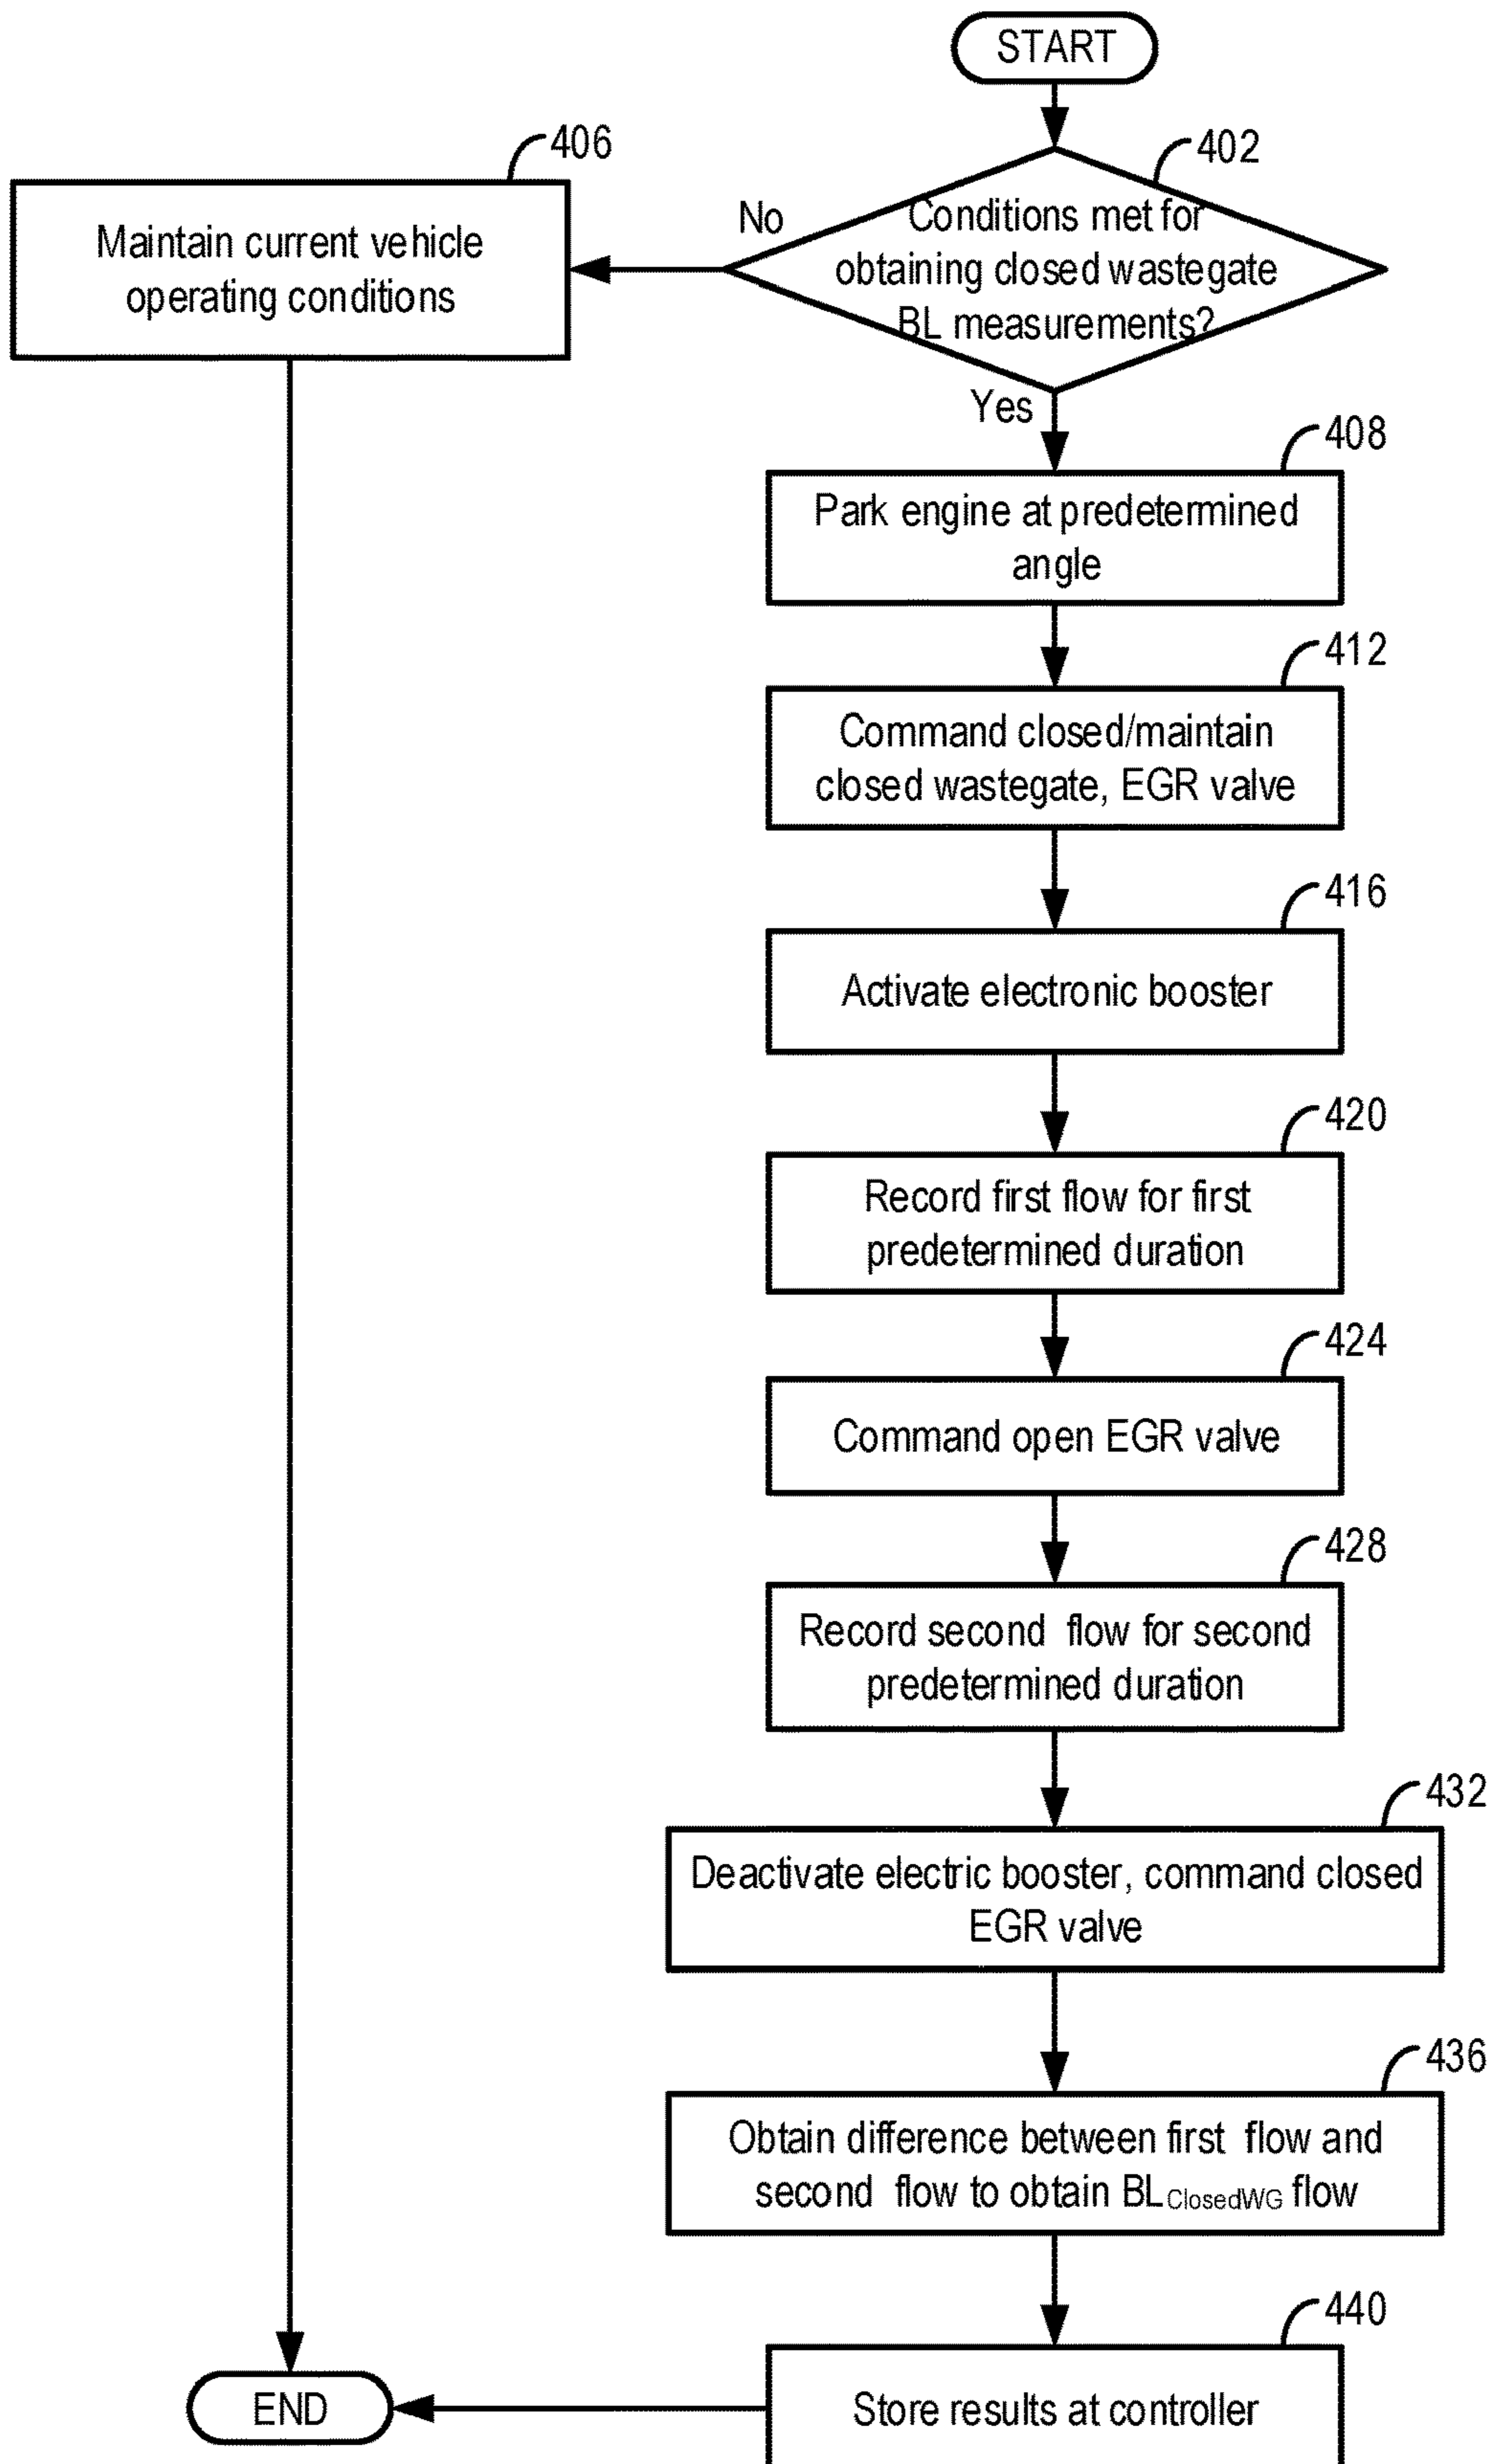 START
402
Conditions met for
obtaining closed wastegate
BL measurements?
No
406
Maintain current vehicle
operating conditions
Yes
408
Park engine at predetermined
angle
412
Command closed/maintain
closed wastegate, EGR valve
416
Activate electronic booster
420
Record first flow for first
predetermined duration
424
Command open EGR valve
428
Record second flow for second
predetermined duration
432
Deactivate electric booster, command closed
EGR valve
436
Obtain difference between first flow and
second flow to obtain BL ClosedWG flow
440
Store results at controller
END